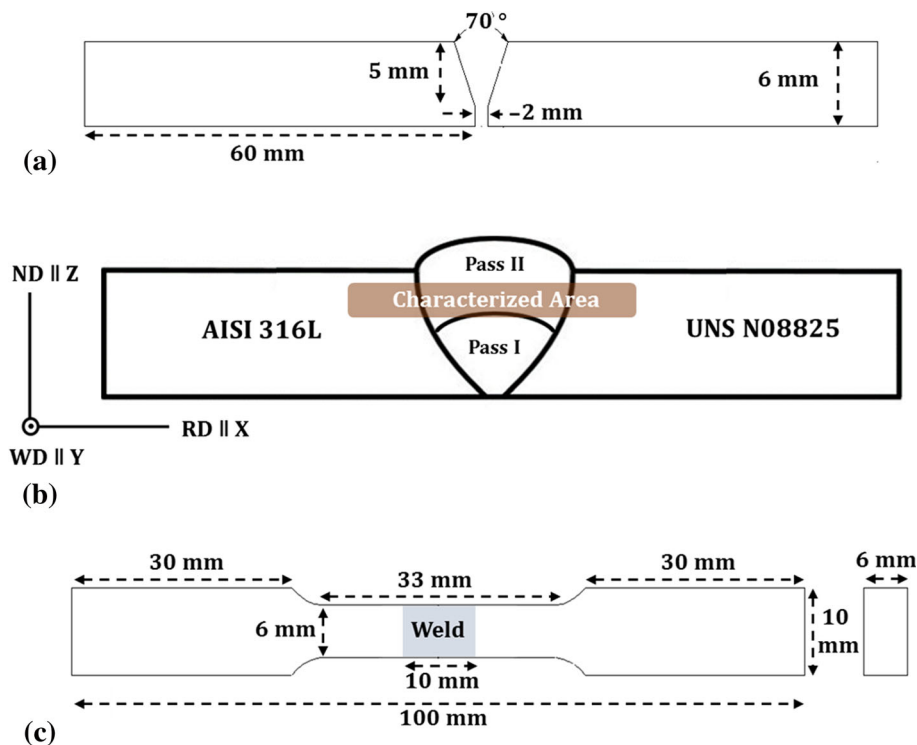 (a)
70°
5 mm
6 mm
–2 mm
60 mm
(b)
ND || Z
Pass II
Characterized Area
AISI 316L
UNS N08825
Pass I
RD || X
WD || Y
(c)
30 mm
33 mm
30 mm
6 mm
6 mm
Weld
10
mm
10 mm
100 mm